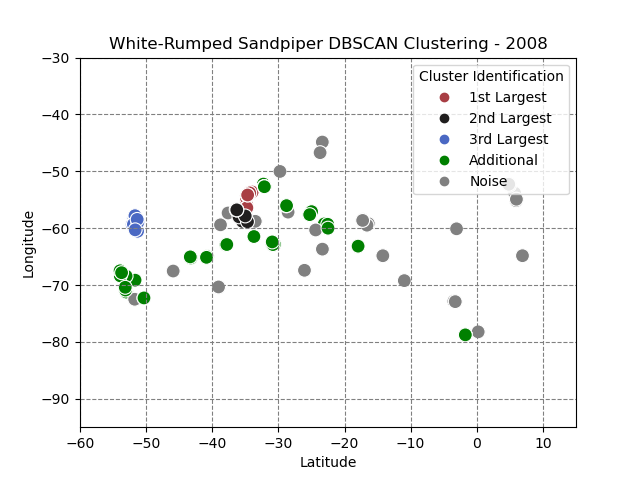 White-Rumped Sandpiper DBSCAN Clustering - 2008
Cluster Identification
1st Largest
2nd Largest
3rd Largest
Additional
Noise
−30
−40
−50
−60
−70
−80
−90
Longitude
−60 −50 −40 −30 −20 −10 0 10
Latitude